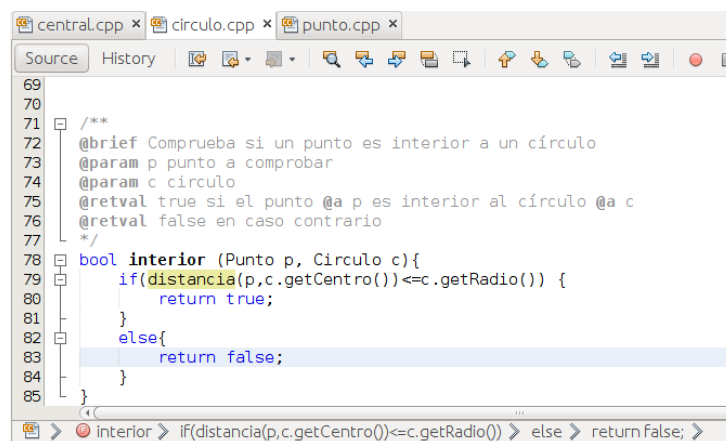 central.cpp × circulo.cpp × punto.cpp ×
Source History
69
70
71 /**
72 @brief Comprueba si un punto es interior a un círculo
73 @param p punto a comprobar
74 @param c circulo
75 @retval true si el punto @a p es interior al círculo @a c
76 @retval false en caso contrario
77 */
78 bool interior (Punto p, Circulo c){
79 if(distancia(p,c.getCentro())<=c.getRadio()) {
80 return true;
81 }
82 else{
83 return false;
84 }
85 }
interior > if(distancia(p,c.getCentro())<=c.getRadio()) > else > return false; >